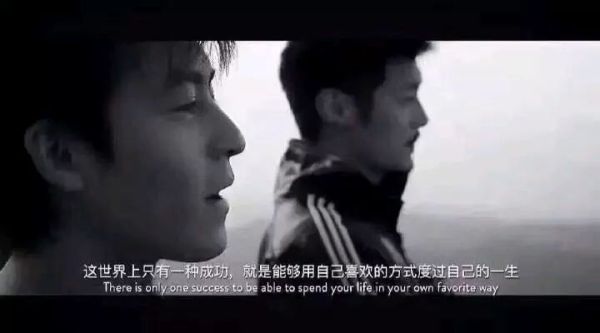 这世界上只有一种成功，就是能够用自己喜欢的方式度过自己的一生
There is only one success to be able to spend your life in your own favorite way